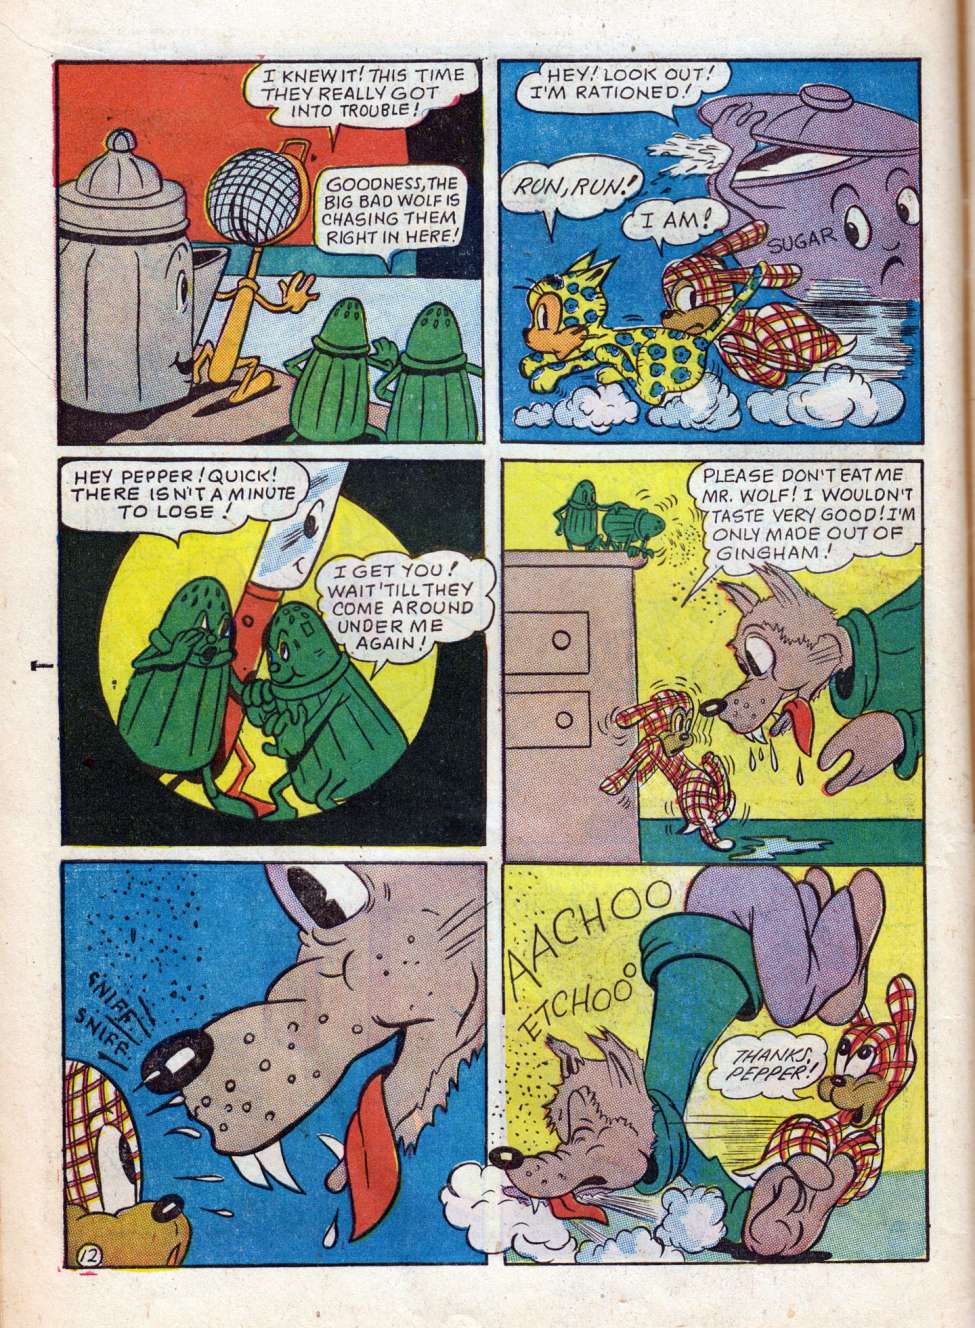 I KNEW IT! THIS TIME
THEY REALLY GOT
INTO TROUBLE!
GOODNESS, THE
BIG BAD WOLF IS
CHASING THEM
RIGHT IN HERE!
HEY! LOOK OUT!
I'M RATIONED!
RUN, RUN!
I AM!
SUGAR
HEY PEPPER! QUICK!
THERE ISN'T A MINUTE
TO LOSE!
I GET YOU!
WAIT 'TILL THEY
COME AROUND
UNDER ME
AGAIN!
PLEASE DON'T EAT ME
MR. WOLF! I WOULDN'T
TASTE VERY GOOD! I'M
ONLY MADE OUT OF
GINGHAM!
SNIFF!
SNIFF!
12
AACHOO
ETCHOO
THANKS,
PEPPER!